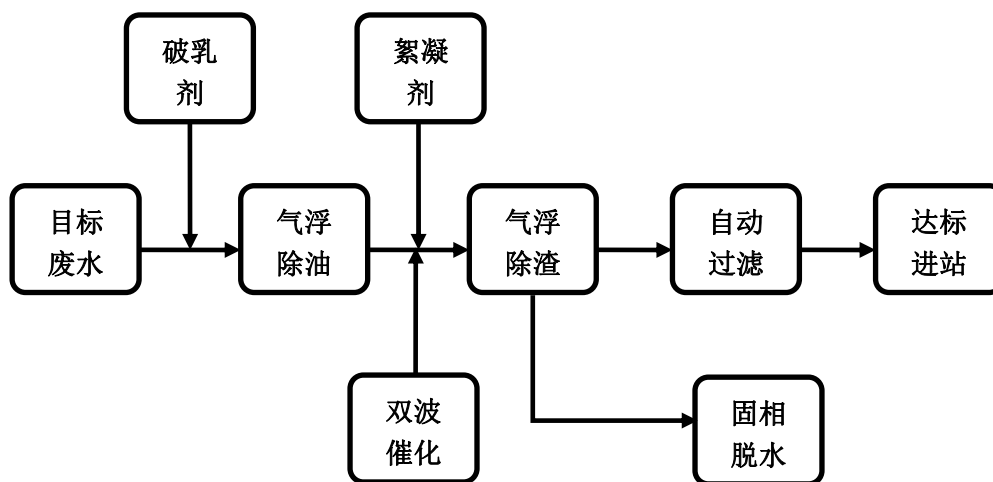 破乳
剂
絮凝
剂
目标
废水
气浮
除油
气浮
除渣
自动
过滤
达标
进站
双波
催化
固相
脱水